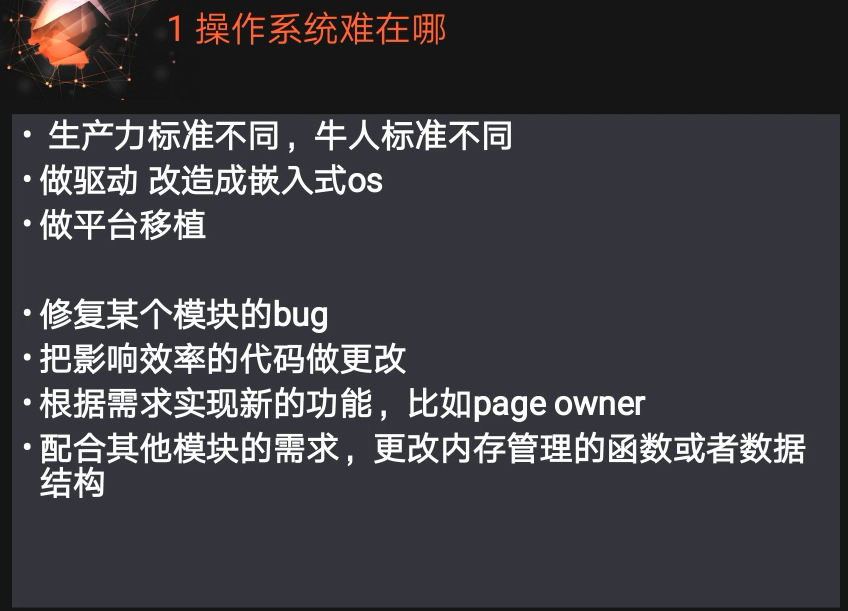 1 操作系统难在哪
• 生产力标准不同，牛人标准不同
• 做驱动 改造成嵌入式os
• 做平台移植
• 修复某个模块的bug
• 把影响效率的代码做更改
• 根据需求实现新的功能，比如page owner
• 配合其他模块的需求，更改内存管理的函数或者数据
结构